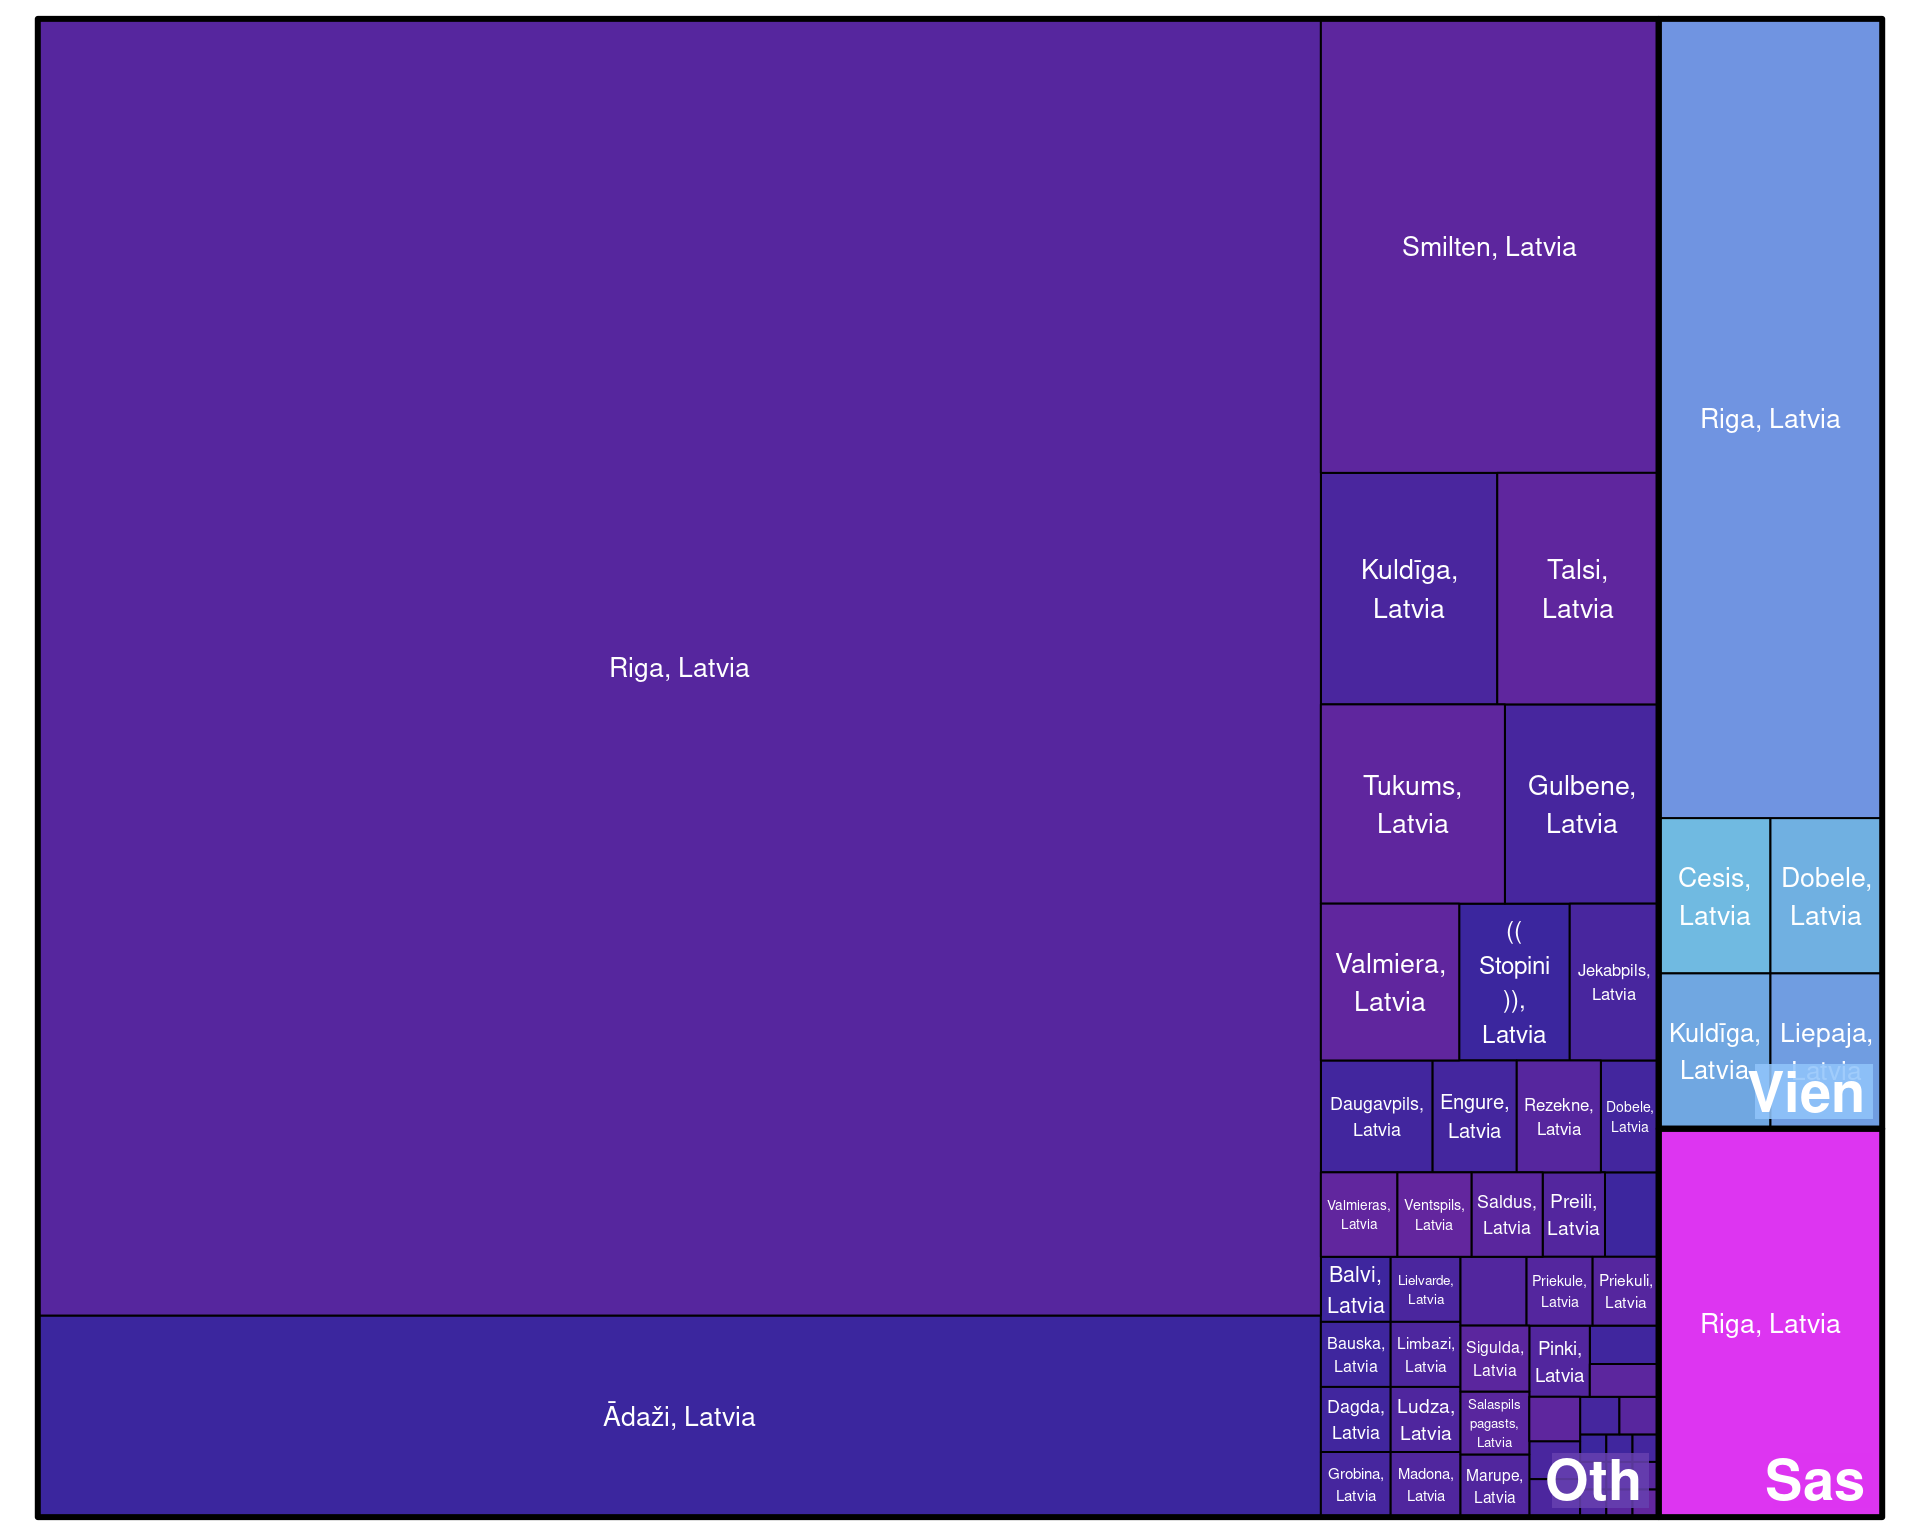 Riga, Latvia
Ādaži, Latvia
Smilten, Latvia
Kuldīga,
Latvia
Talsi,
Latvia
Tukums,
Latvia
Gulbene,
Latvia
Valmiera,
Latvia
((
Stopini
)),
Latvia
Jekabpils,
Latvia
Daugavpils,
Latvia
Engure,
Latvia
Rezekne,
Latvia
Dobele,
Latvia
Valmieras,
Latvia
Ventspils,
Latvia
Saldus,
Latvia
Preili,
Latvia
Balvi,
Latvia
Lielvarde,
Latvia
Priekule,
Latvia
Priekuli,
Latvia
Bauska,
Latvia
Limbazi,
Latvia
Sigulda,
Latvia
Pinki,
Latvia
Dagda,
Latvia
Ludza,
Latvia
Salaspils
pagasts,
Latvia
Grobina,
Latvia
Madona,
Latvia
Marupe,
Latvia
Oth
Riga, Latvia
Cesis,
Latvia
Dobele,
Latvia
Kuldīga,
Latvia
Liepaja,
Latvia
Vien
Riga, Latvia
Sas